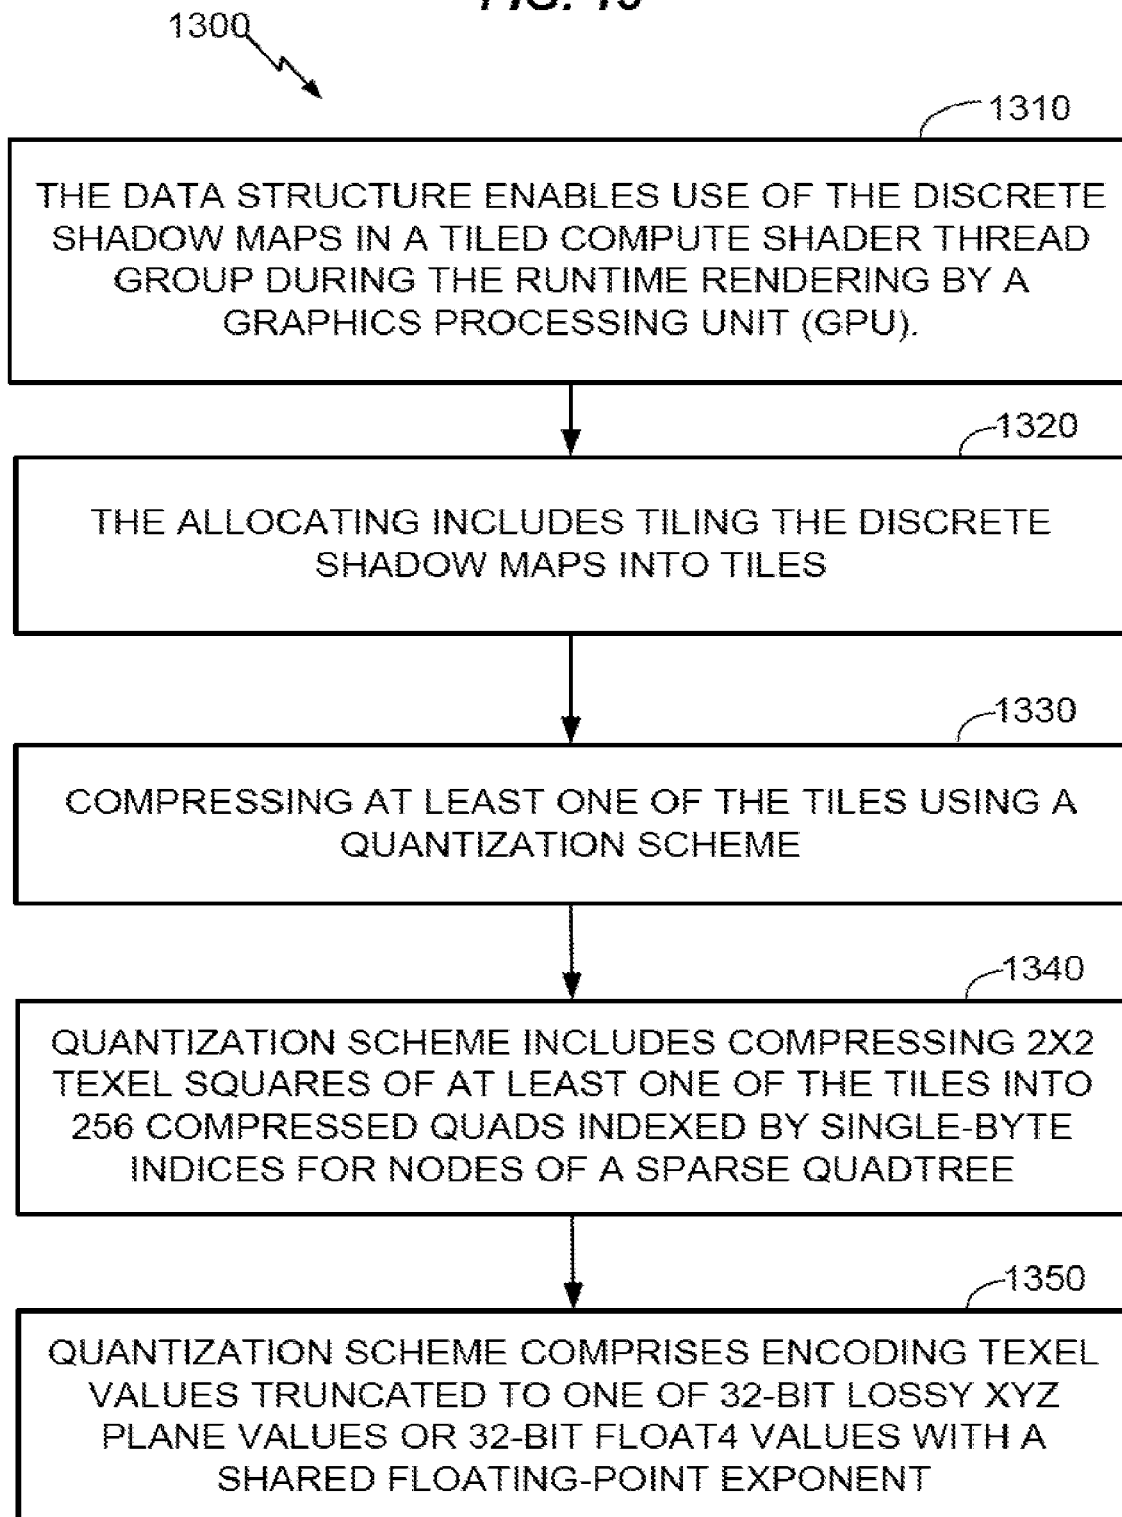 FIG. 13
1300
1310
THE DATA STRUCTURE ENABLES USE OF THE DISCRETE
SHADOW MAPS IN A TILED COMPUTE SHADER THREAD
GROUP DURING THE RUNTIME RENDERING BY A
GRAPHICS PROCESSING UNIT (GPU).
1320
THE ALLOCATING INCLUDES TILING THE DISCRETE
SHADOW MAPS INTO TILES
1330
COMPRESSING AT LEAST ONE OF THE TILES USING A
QUANTIZATION SCHEME
1340
QUANTIZATION SCHEME INCLUDES COMPRESSING 2X2
TEXEL SQUARES OF AT LEAST ONE OF THE TILES INTO
256 COMPRESSED QUADS INDEXED BY SINGLE-BYTE
INDICES FOR NODES OF A SPARSE QUADTREE
1350
QUANTIZATION SCHEME COMPRISES ENCODING TEXEL
VALUES TRUNCATED TO ONE OF 32-BIT LOSSY XYZ
PLANE VALUES OR 32-BIT FLOAT4 VALUES WITH A
SHARED FLOATING-POINT EXPONENT